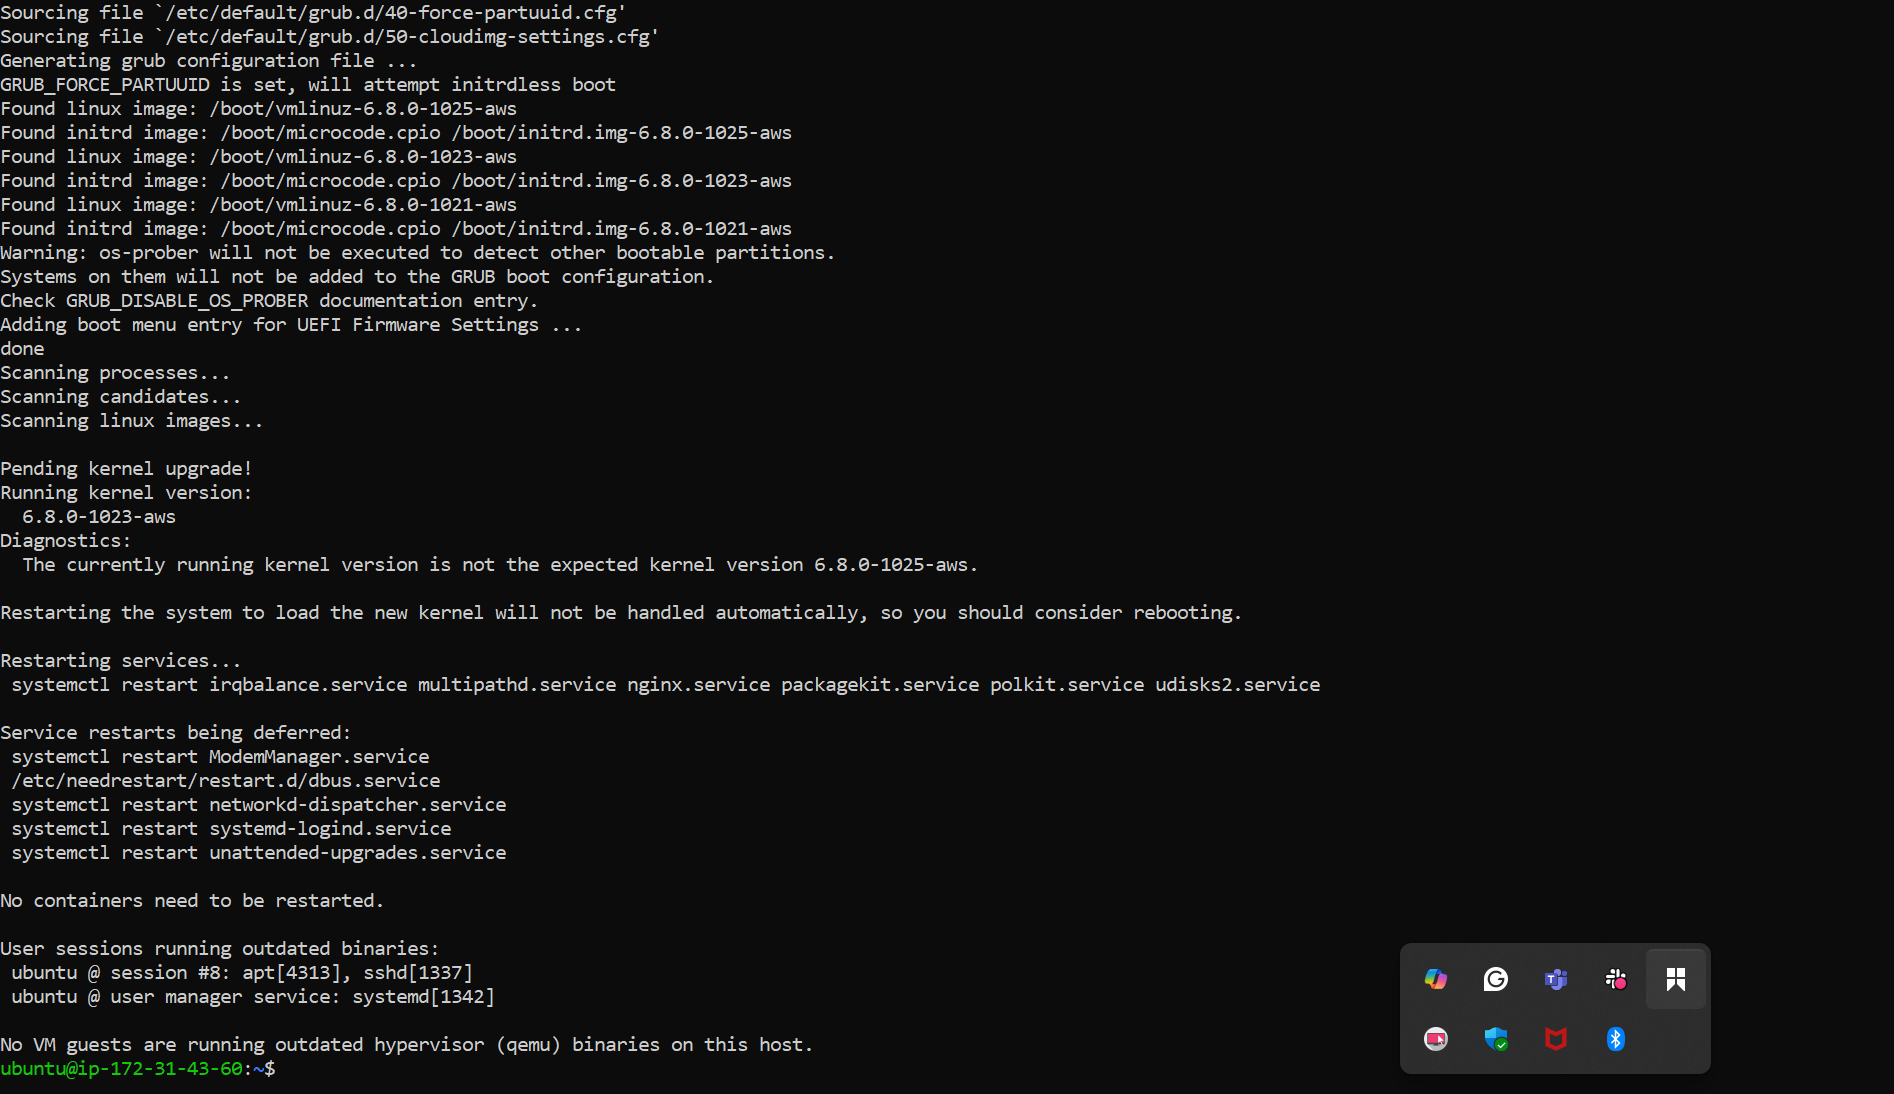 Sourcing file `/etc/default/grub.d/40-force-partuuid.cfg'
Sourcing file `/etc/default/grub.d/50-cloudimg-settings.cfg'
Generating grub configuration file ...
GRUB_FORCE_PARTUUID is set, will attempt initrdless boot
Found linux image: /boot/vmlinuz-6.8.0-1025-aws
Found initrd image: /boot/microcode.cpio /boot/initrd.img-6.8.0-1025-aws
Found linux image: /boot/vmlinuz-6.8.0-1023-aws
Found initrd image: /boot/microcode.cpio /boot/initrd.img-6.8.0-1023-aws
Found linux image: /boot/vmlinuz-6.8.0-1021-aws
Found initrd image: /boot/microcode.cpio /boot/initrd.img-6.8.0-1021-aws
Warning: os-prober will not be executed to detect other bootable partitions.
Systems on them will not be added to the GRUB boot configuration.
Check GRUB_DISABLE_OS_PROBER documentation entry.
Adding boot menu entry for UEFI Firmware Settings ...
done
Scanning processes...
Scanning candidates...
Scanning linux images...

Pending kernel upgrade!
Running kernel version:
  6.8.0-1023-aws
Diagnostics:
  The currently running kernel version is not the expected kernel version 6.8.0-1025-aws.

Restarting the system to load the new kernel will not be handled automatically, so you should consider rebooting.

Restarting services...
 systemctl restart irqbalance.service multipathd.service nginx.service packagekit.service polkit.service udisks2.service

Service restarts being deferred:
 systemctl restart ModemManager.service
 /etc/needrestart/restart.d/dbus.service
 systemctl restart networkd-dispatcher.service
 systemctl restart systemd-logind.service
 systemctl restart unattended-upgrades.service

No containers need to be restarted.

User sessions running outdated binaries:
 ubuntu @ session #8: apt[4313], sshd[1337]
 ubuntu @ user manager service: systemd[1342]

No VM guests are running outdated hypervisor (qemu) binaries on this host.
ubuntu@ip-172-31-43-60:~$